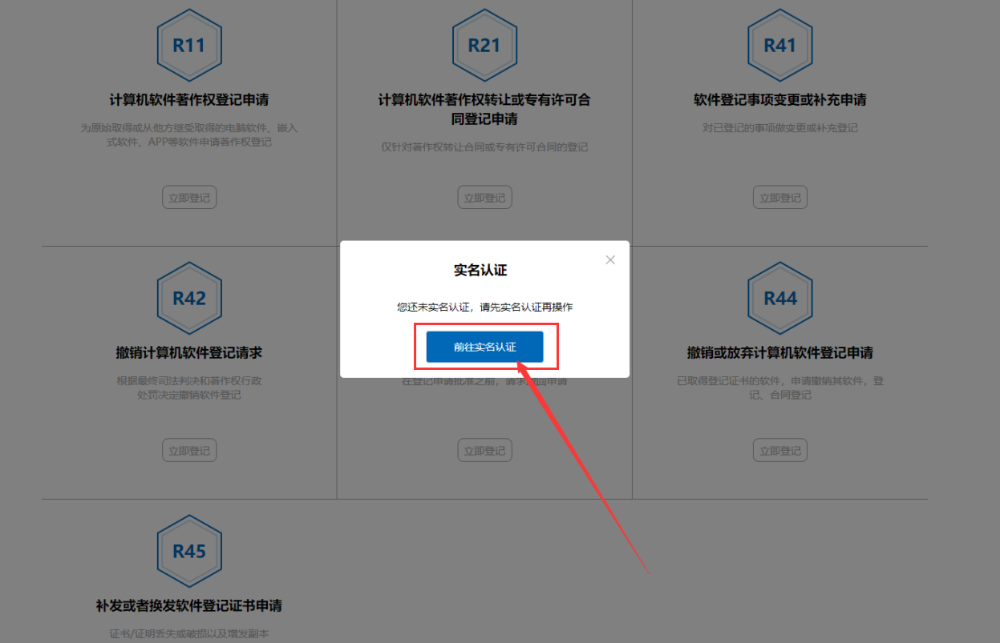 R11
计算机软件著作权登记申请
为原始取得或从他方继受取得的电脑软件、嵌入
式软件、APP等软件申请著作权登记
立即登记
R21
计算机软件著作权转让或专有许可合
同登记申请
仅针对著作权转让合同或专有许可合同的登记
立即登记
R41
软件登记事项变更或补充申请
对已登记的事项做变更或补充登记
立即登记
R42
撤销计算机软件登记请求
根据最终司法判决和著作权行政
处罚决定撤销软件登记
立即登记
实名认证
您还未实名认证，请先实名认证再操作
前往实名认证
在登记申请批准之前，请求 回申请
立即登记
R44
撤销或放弃计算机软件登记申请
已取得登记证书的软件，申请撤销其软件，登
记、合同登记
立即登记
R45
补发或者换发软件登记证书申请
证书/证明丢失或破损以及增发副本